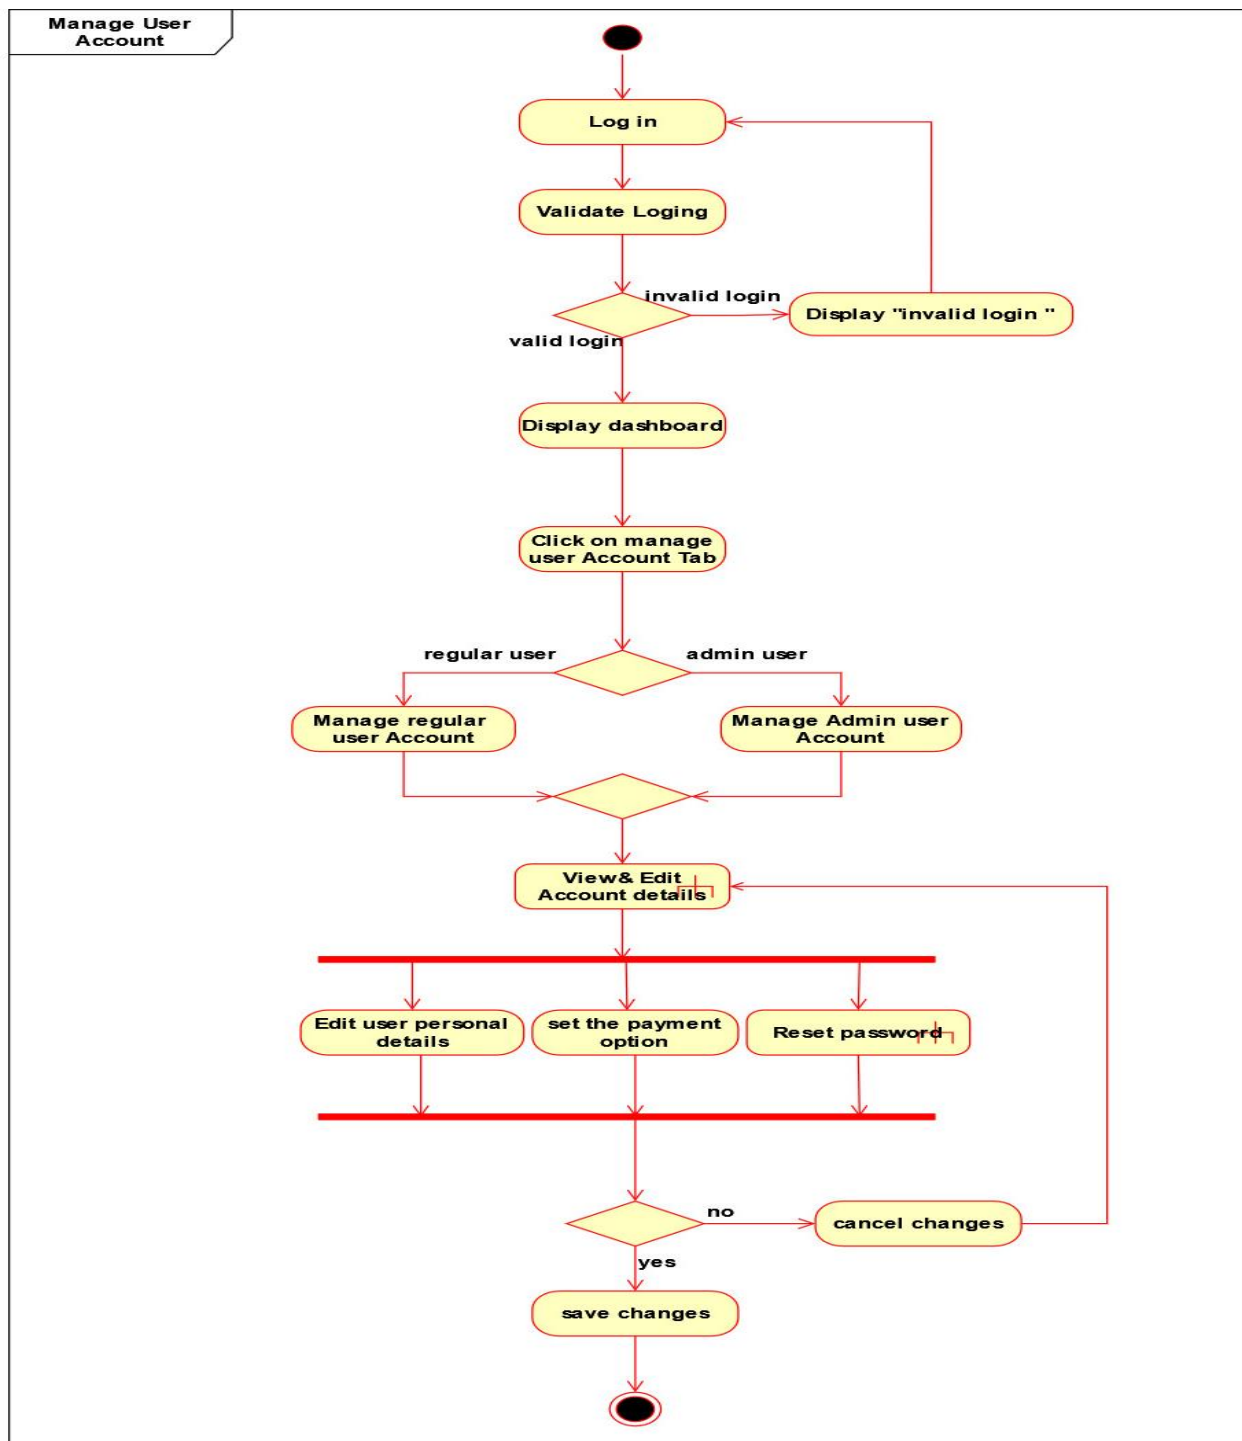 Manage User
Account
Log in
Validate Loging
invalid login
Display "invalid login "
valid login
Display dashboard
Click on manage
user Account Tab
regular user
admin user
Manage regular
user Account
Manage Admin user
Account
View& Edit
Account details
Edit user personal
details
set the payment
option
Reset password
no
cancel changes
yes
save changes